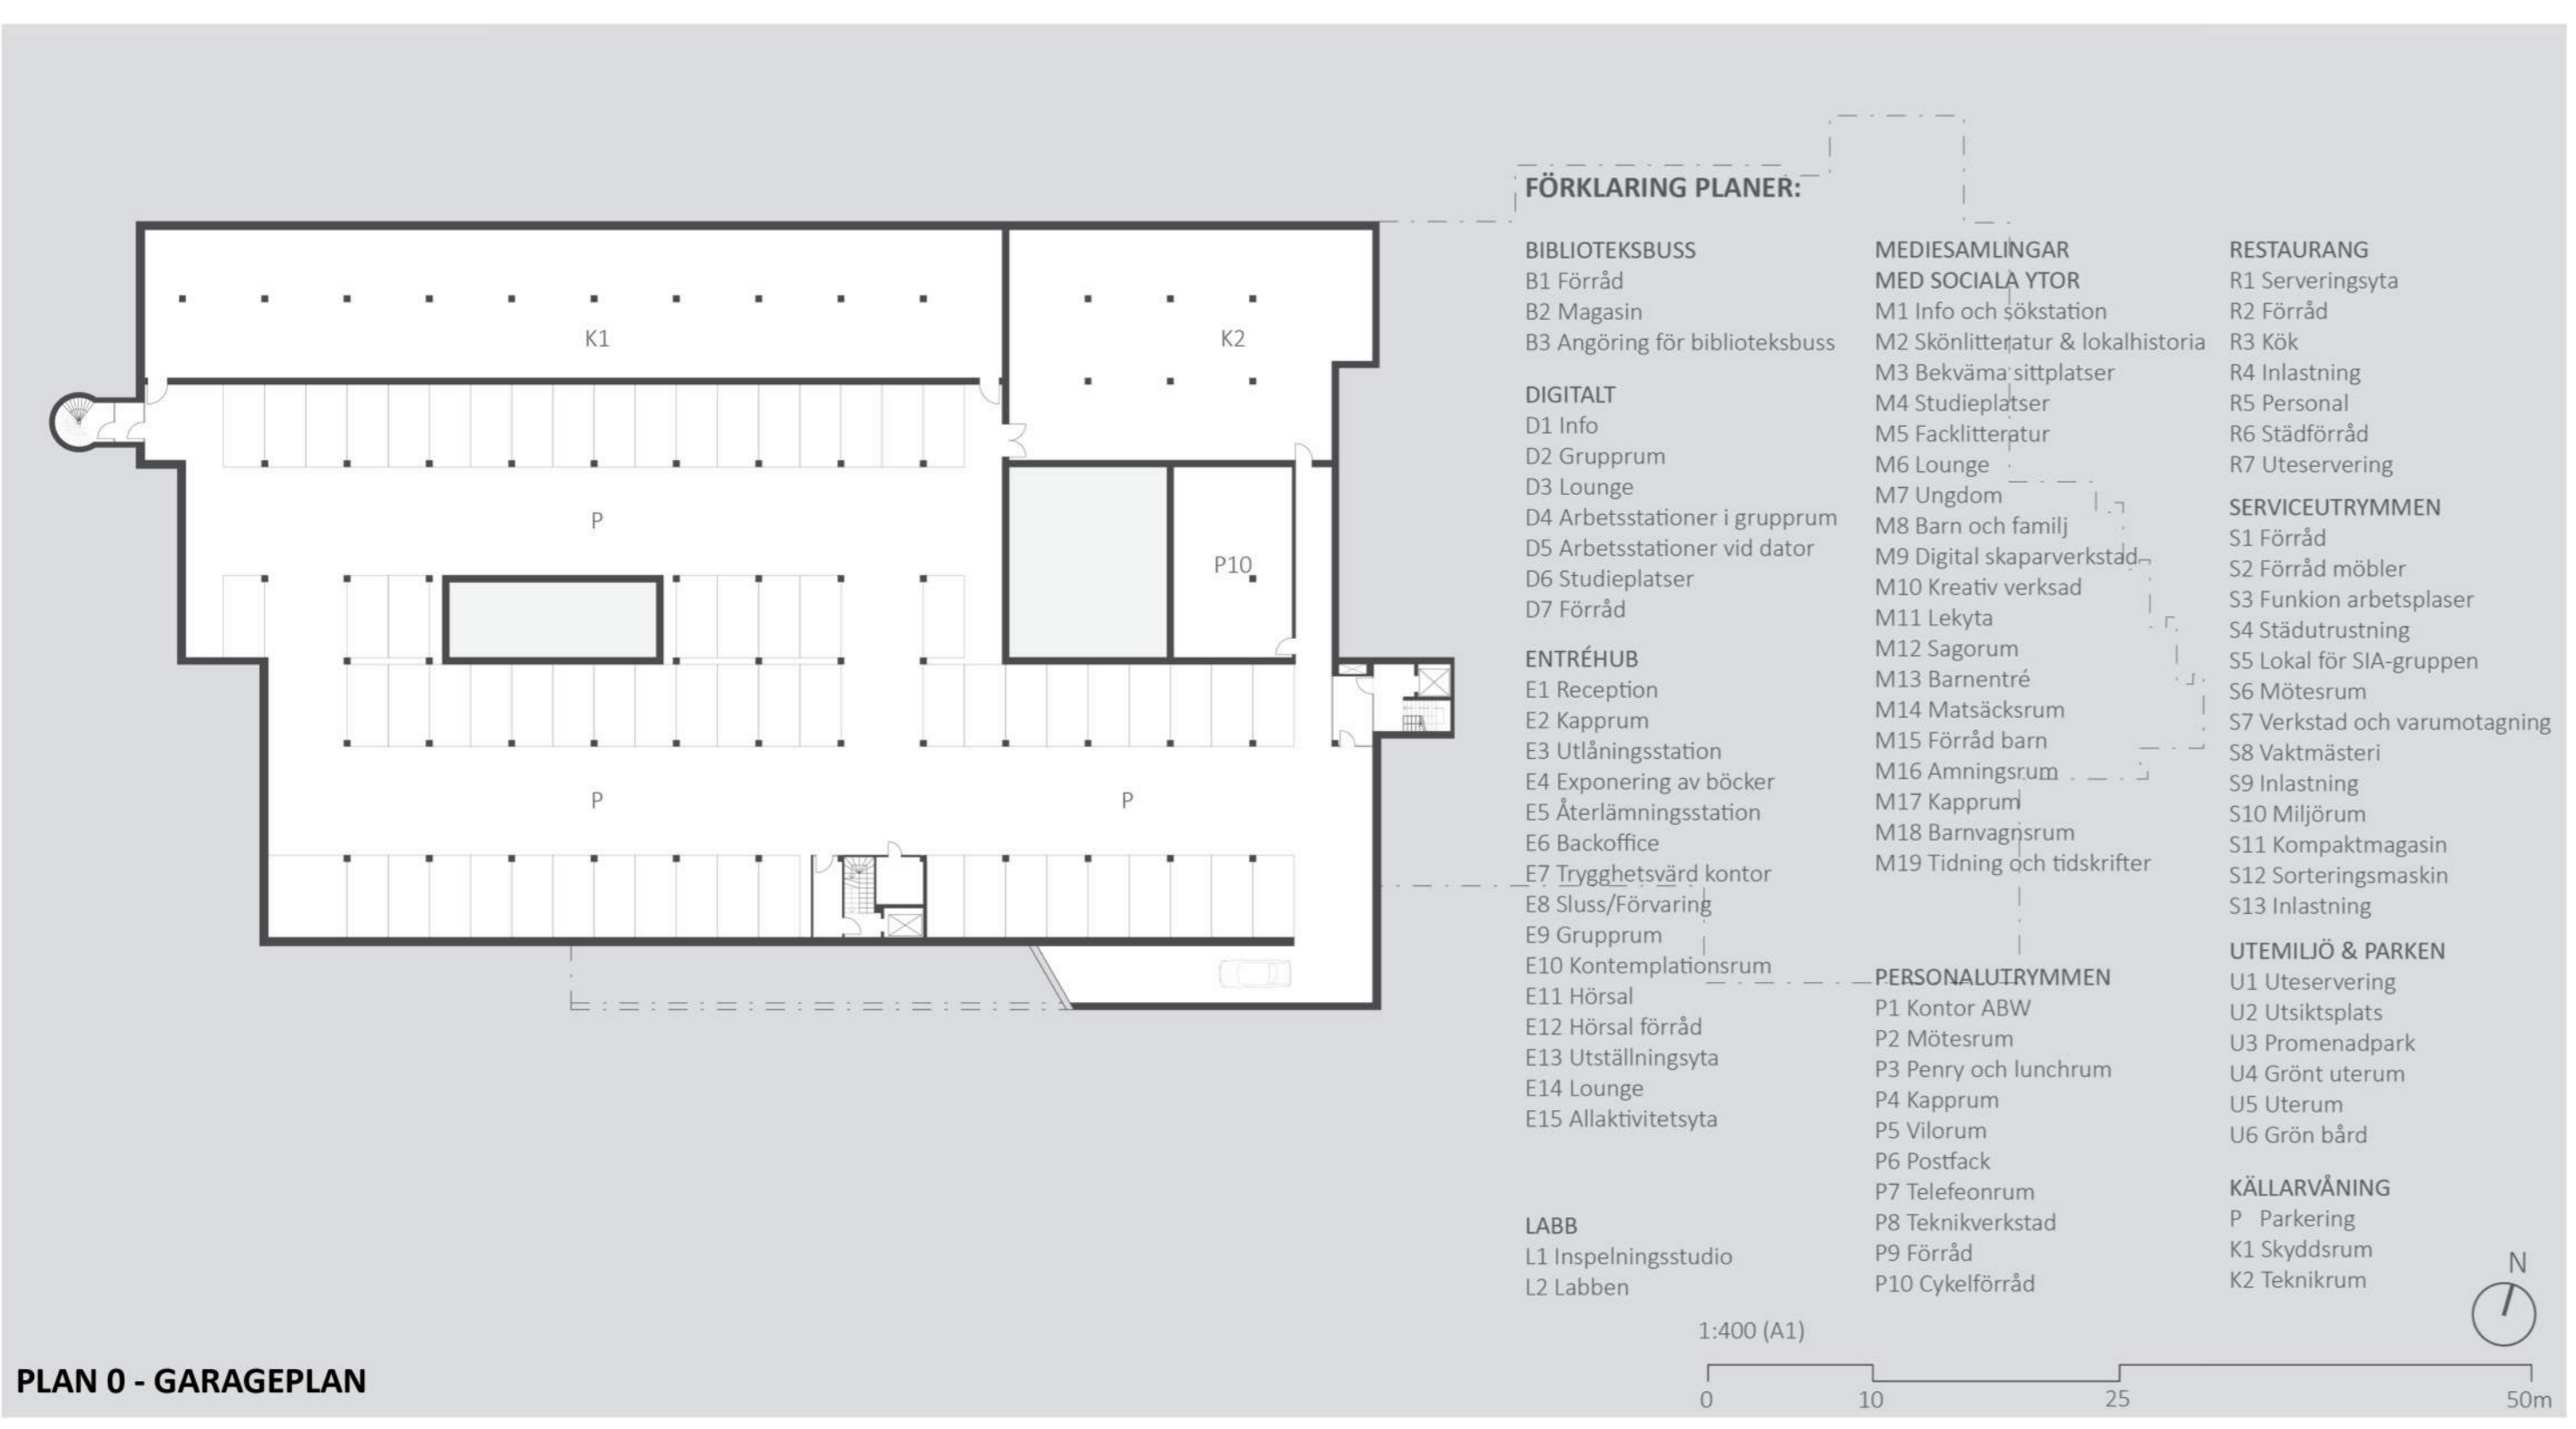 K1
K2
P
P10
P
P
FÖRKLARING PLANER:
BIBLIOTEKSBUSS
B1 Förråd
B2 Magasin
B3 Angöring för biblioteksbuss
DIGITALT
D1 Info
D2 Grupprum
D3 Lounge
D4 Arbetsstationer i grupprum
D5 Arbetsstationer vid dator
D6 Studieplatser
D7 Förråd
ENTRÉHUB
E1 Reception
E2 Kapprum
E3 Utlåningsstation
E4 Exponering av böcker
E5 Återlämningsstation
E6 Backoffice
E7 Trygghetsvärd kontor
E8 Sluss/Förvaring
E9 Grupprum
E10 Kontemplationsrum
E11 Hörsal
E12 Hörsal förråd
E13 Utställningsyta
E14 Lounge
E15 Allaktivitetsyta
LABB
L1 Inspelningsstudio
L2 Labben
MEDIESAMLINGAR
MED SOCIALA YTOR
M1 Info och sökstation
M2 Skönlitteratur & lokalhistoria
M3 Bekväma sittplatser
M4 Studieplatser
M5 Facklitteratur
M6 Lounge
M7 Ungdom
M8 Barn och familj
M9 Digital skaparverkstad
M10 Kreativ verksad
M11 Lekyta
M12 Sagorum
M13 Barnentré
M14 Matsäcksrum
M15 Förråd barn
M16 Amningsrum
M17 Kapprum
M18 Barnvagnsrum
M19 Tidning och tidskrifter
PERSONALUTRYMMEN
P1 Kontor ABW
P2 Mötesrum
P3 Penry och lunchrum
P4 Kapprum
P5 Vilorum
P6 Postfack
P7 Telefeonrum
P8 Teknikverkstad
P9 Förråd
P10 Cykelförråd
RESTAURANG
R1 Serveringsyta
R2 Förråd
R3 Kök
R4 Inlastning
R5 Personal
R6 Städförråd
R7 Uteservering
SERVICEUTRYMMEN
S1 Förråd
S2 Förråd möbler
S3 Funkion arbetsplaser
S4 Städutrustning
S5 Lokal för SIA-gruppen
S6 Mötesrum
S7 Verkstad och varumotagning
S8 Vaktmästeri
S9 Inlastning
S10 Miljörum
S11 Kompaktmagasin
S12 Sorteringsmaskin
S13 Inlastning
UTEMILJÖ & PARKEN
U1 Uteservering
U2 Utsiktsplats
U3 Promenadpark
U4 Grönt uterum
U5 Uterum
U6 Grön bård
KÄLLARVÅNING
P Parkering
K1 Skyddsrum
K2 Teknikrum
N
1:400 (A1)
0 10 25 50m
PLAN 0 - GARAGEPLAN